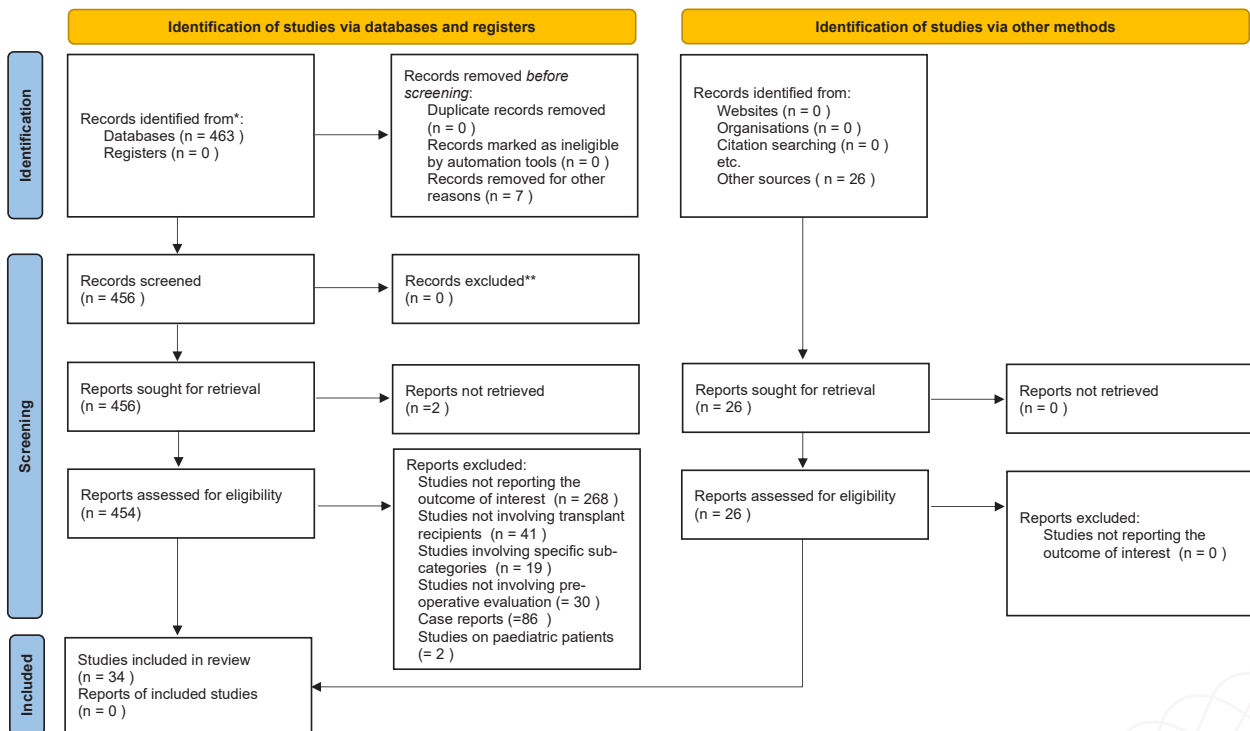 Identification of studies via databases and registers
Identification of studies via other methods
Identification
Records identified from*:
Databases (n = 463 )
Registers (n = 0 )
Records removed before
screening:
Duplicate records removed
(n = 0 )
Records marked as ineligible
by automation tools (n = 0 )
Records removed for other
reasons (n = 7 )
Records identified from:
Websites (n = 0 )
Organisations (n = 0 )
Citation searching (n = 0 )
etc.
Other sources ( n = 26 )
Screening
Records screened
(n = 456 )
Records excluded**
(n = 0 )
Reports sought for retrieval
(n = 456)
Reports not retrieved
(n =2 )
Reports sought for retrieval
(n = 26 )
Reports not retrieved
(n = 0 )
Reports assessed for eligibility
(n = 454)
Reports excluded:
Studies not reporting the
outcome of interest (n = 268 )
Studies not involving transplant
recipients (n = 41 )
Studies involving specific sub-
categories (n = 19 )
Studies not involving pre-
operative evaluation (= 30 )
Case reports (=86 )
Studies on paediatric patients
(= 2 )
Reports assessed for eligibility
(n = 26 )
Reports excluded:
Studies not reporting the
outcome of interest (n = 0 )
Included
Studies included in review
(n = 34 )
Reports of included studies
(n = 0 )